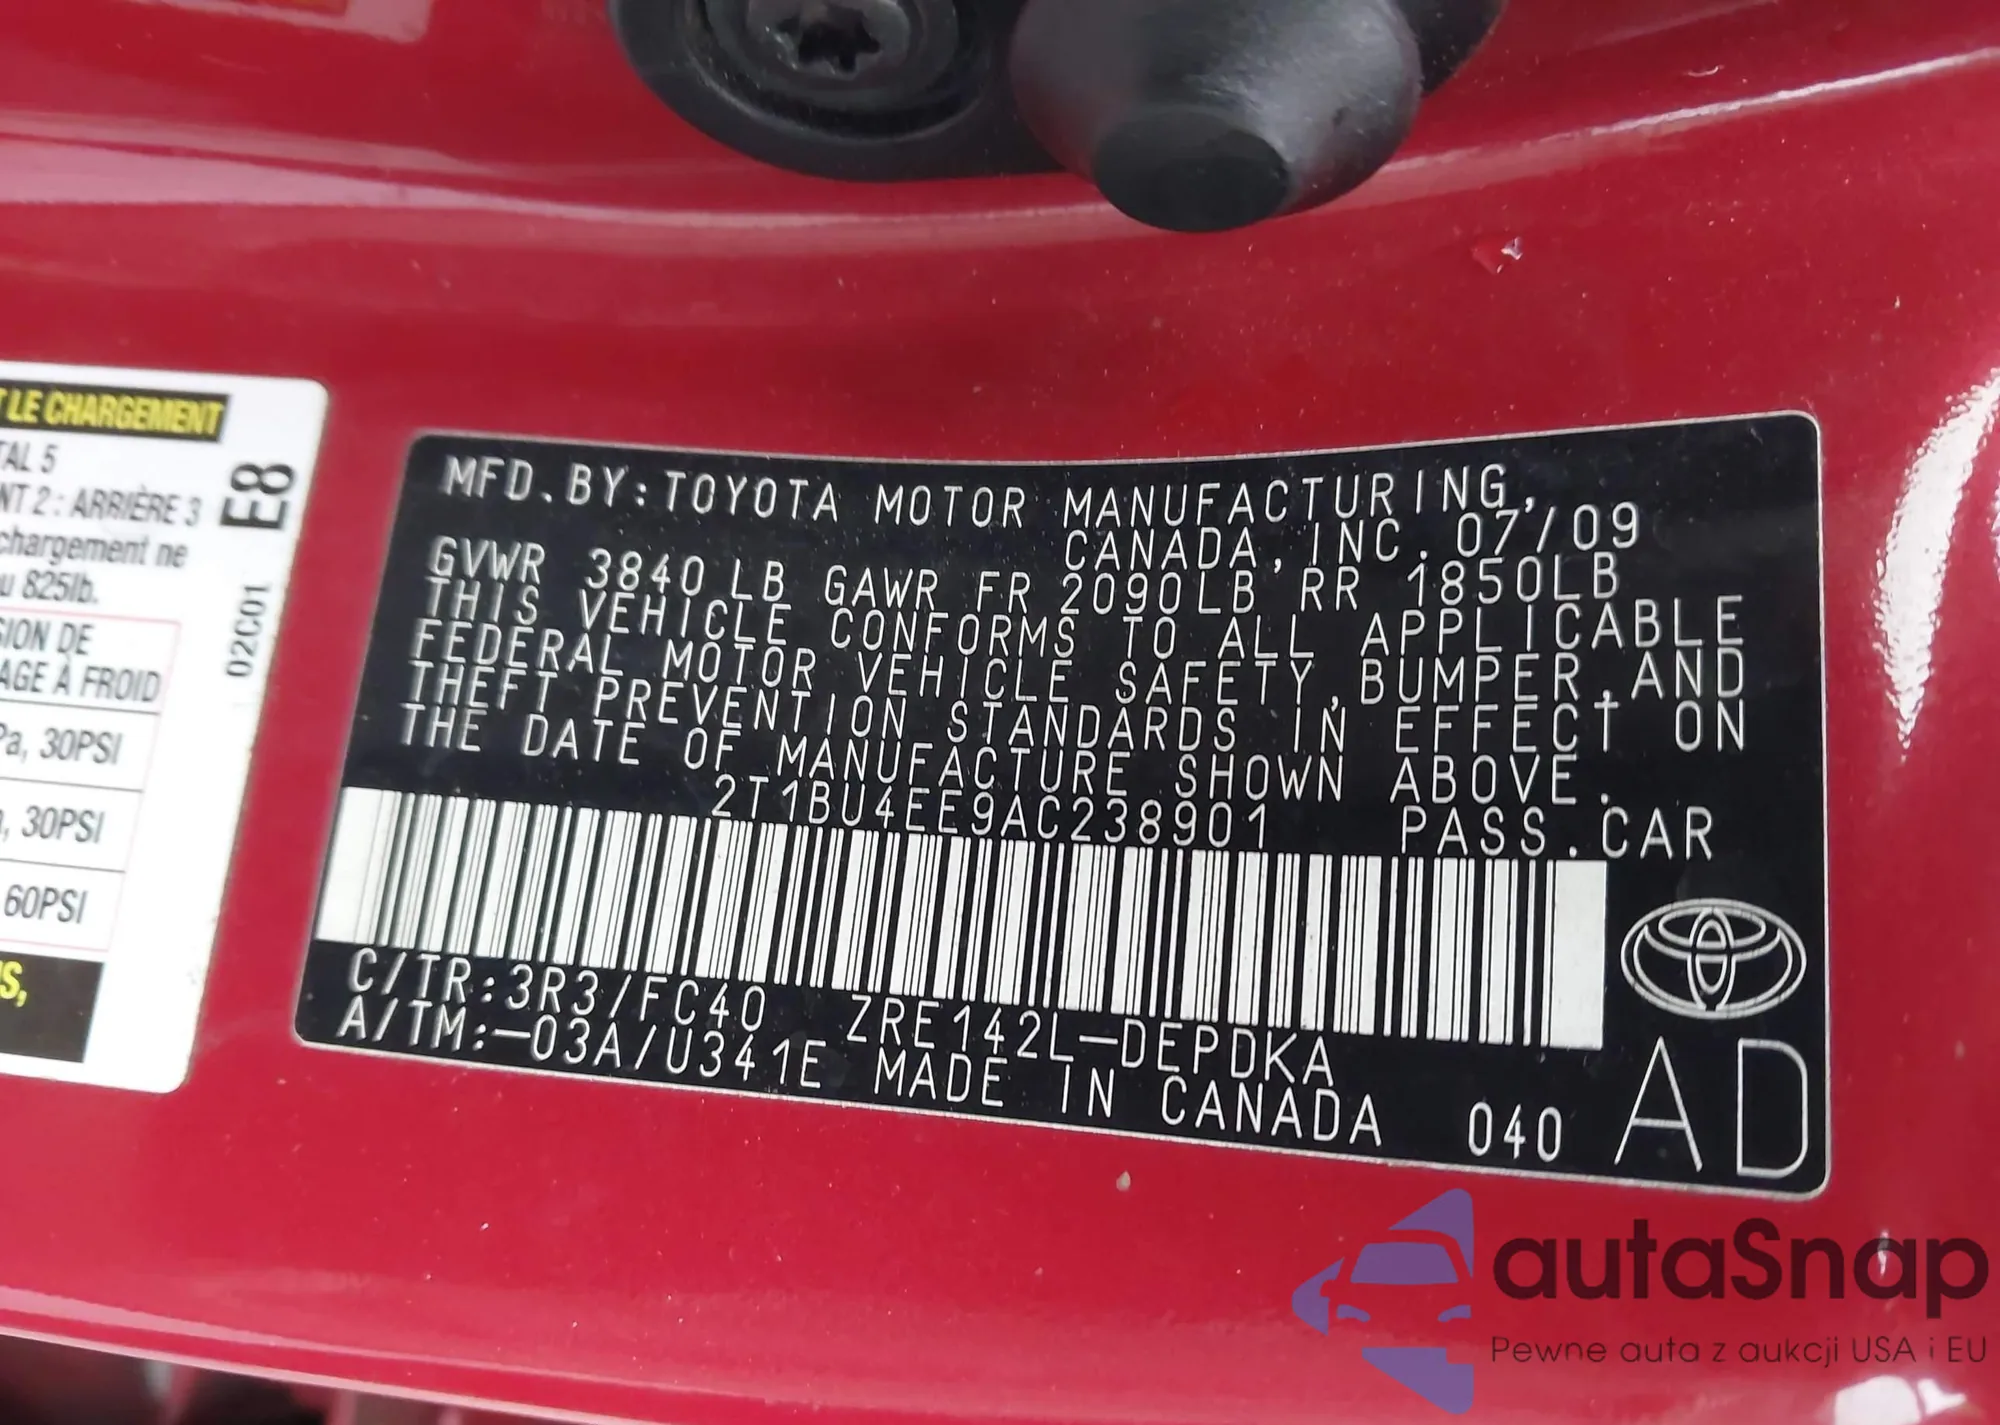 T LE CHARGEMENT
TAL 5
NT 2 : ARRIÈRE 3
chargement ne
u 825lb.
SION DE
AGE À FROID
Pa, 30PSI
, 30PSI
60PSI
S,
E8
02C01
MFD.BY:TOYOTA MOTOR MANUFACTURING,
CANADA,INC. 07/09
GVWR 3840LB GAWR FR 2090LB RR 1850LB
THIS VEHICLE CONFORMS TO ALL APPLICABLE
FEDERAL MOTOR VEHICLE SAFETY,BUMPER,AND
THEFT PREVENTION STANDARDS IN EFFECT ON
THE DATE OF MANUFACTURE SHOWN ABOVE.
2T1BU4EE9AC238901 PASS.CAR
C/TR:3R3/FC40 ZRE142L-DEPDKA
A/TM:-03A/U341E MADE IN CANADA 040 AD
autaSnap
Pewne auta z aukcji USA i EU